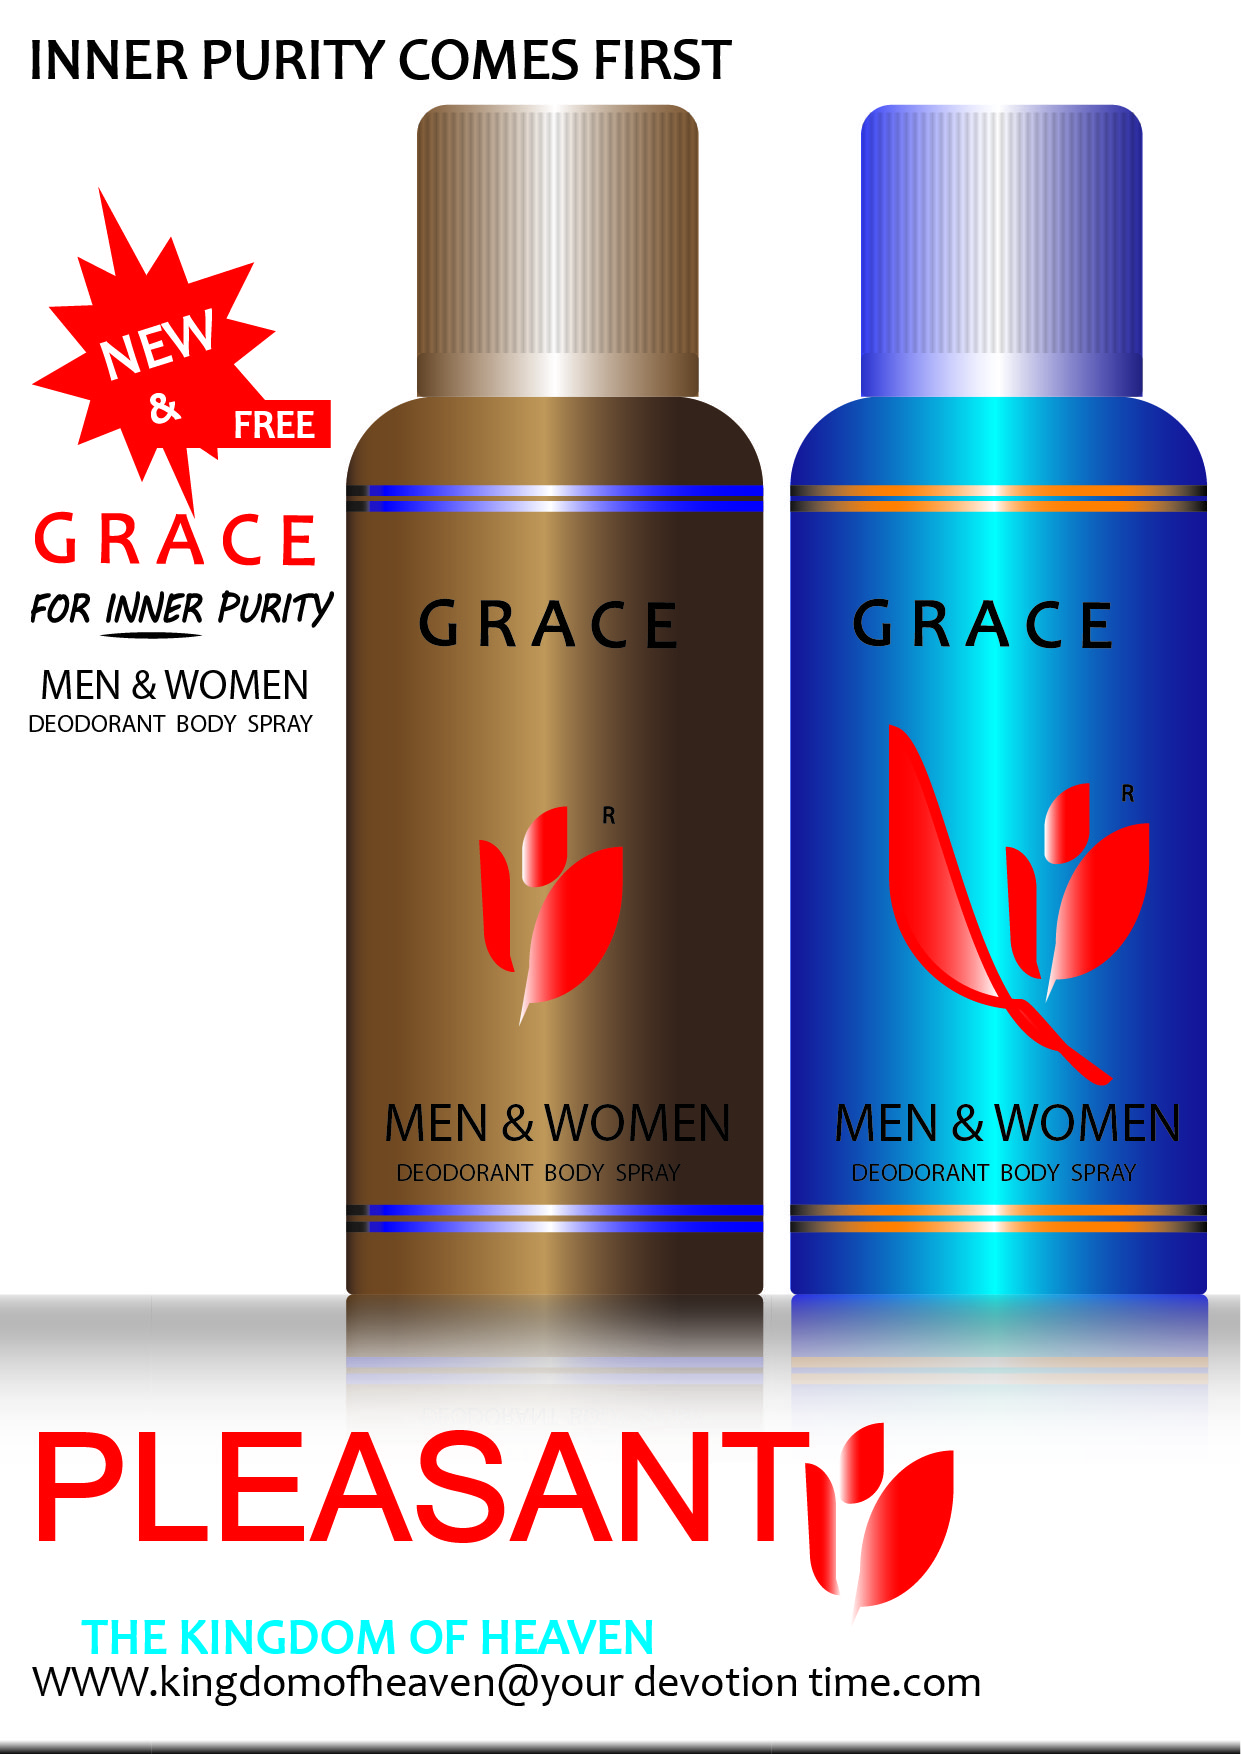 INNER PURITY COMES FIRST
NEW
&
FREE
GRACE
FOR INNER PURITY
MEN & WOMEN
DEODORANT BODY SPRAY
GRACE
R
MEN & WOMEN
DEODORANT BODY SPRAY
GRACE
R
MEN & WOMEN
DEODORANT BODY SPRAY
PLEASANT
THE KINGDOM OF HEAVEN
WWW.kingdomofheaven@your devotion time.com